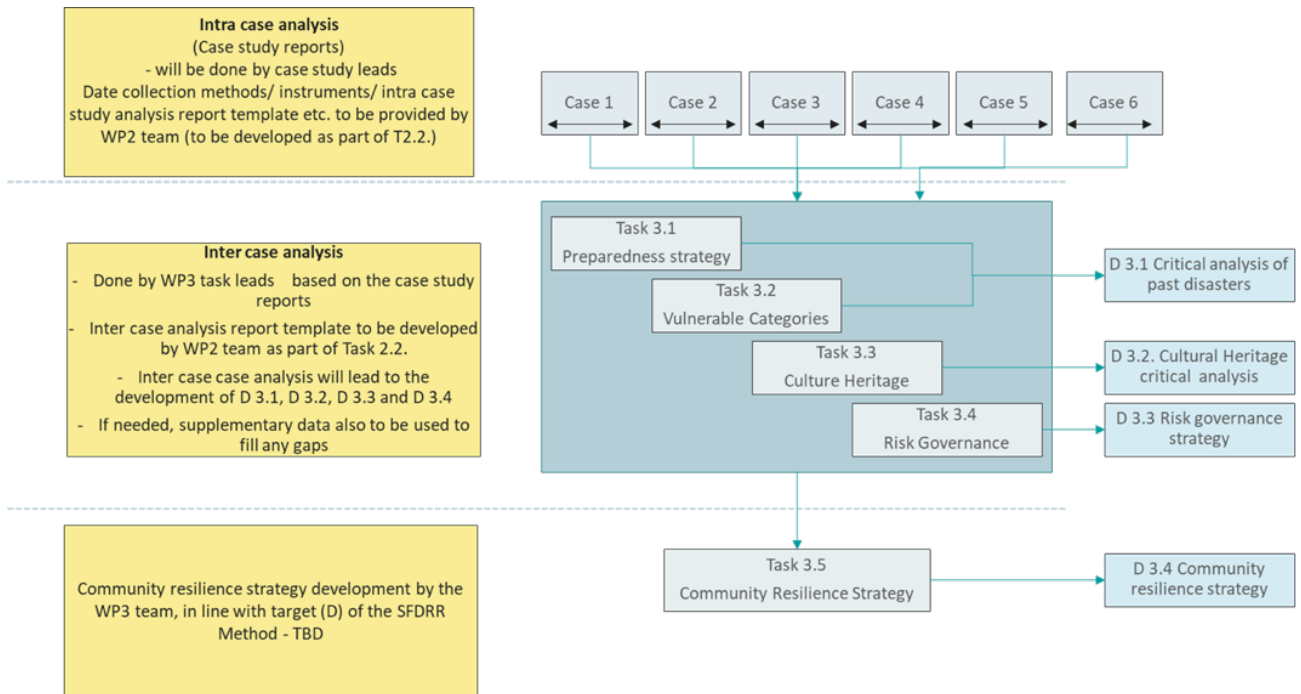 Intra case analysis
(Case study reports)
- will be done by case study leads
Date collection methods/ instruments/ intra case
study analysis report template etc. to be provided by
WP2 team (to be developed as part of T2.2.)
Case 1
Case 2
Case 3
Case 4
Case 5
Case 6
Inter case analysis
- Done by WP3 task leads based on the case study
reports
- Inter case analysis report template to be developed
by WP2 team as part of Task 2.2.
- Inter case case analysis will lead to the
development of D 3.1, D 3.2, D 3.3 and D 3.4
- If needed, supplementary data also to be used to
fill any gaps
Task 3.1
Preparedness strategy
Task 3.2
Vulnerable Categories
Task 3.3
Culture Heritage
Task 3.4
Risk Governance
D 3.1 Critical analysis of
past disasters
D 3.2. Cultural Heritage
critical analysis
D 3.3 Risk governance
strategy
Community resilience strategy development by the
WP3 team, in line with target (D) of the SFDRR
Method - TBD
Task 3.5
Community Resilience Strategy
D 3.4 Community
resilience strategy